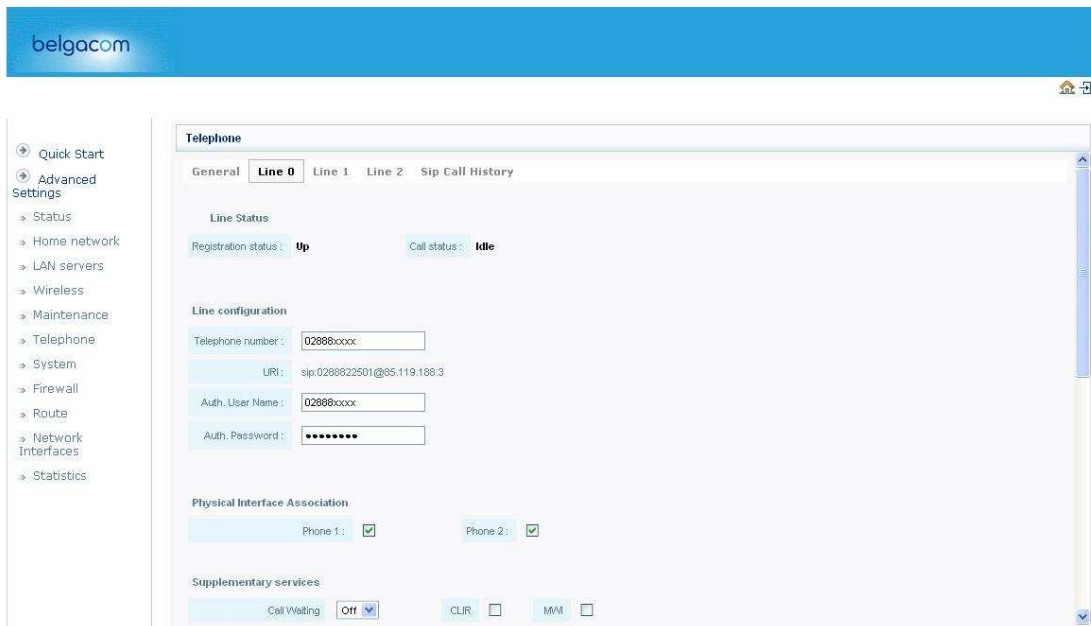 belgacom
Quick Start
Advanced
Settings
Status
Home network
LAN servers
Wireless
Maintenance
Telephone
System
Firewall
Route
Network
Interfaces
Statistics
Telephone
General Line 0 Line 1 Line 2 Sip Call History
Line Status
Registration status : Up Call status : Idle
Line configuration
Telephone number : 02888xxxx
URI : sip:0288822501@85.119.188.3
Auth. User Name : 02888xxxx
Auth. Password : ••••••••
Physical Interface Association
Phone 1 : Phone 2 :
Supplementary services
Call Waiting Off CLIR MWI